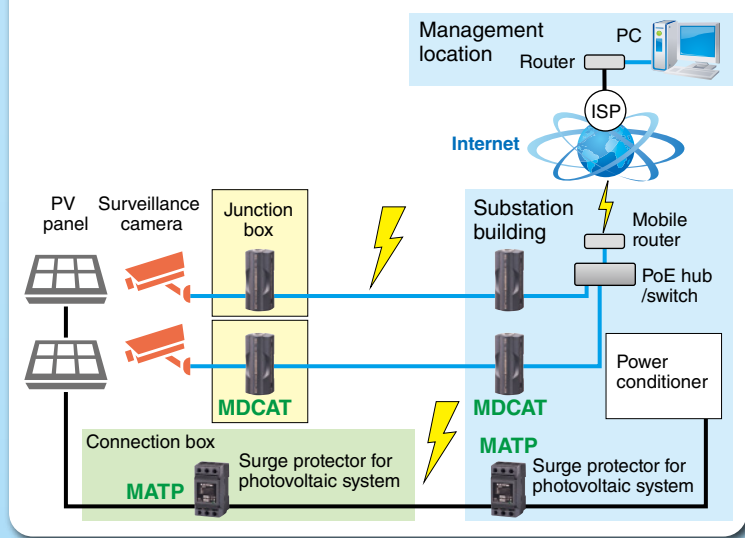 Management
location
PC
Router
ISP
Internet
PV
panel
Surveillance
camera
Junction
box
Substation
building
Mobile
router
PoE hub
/switch
Power
conditioner
MDCAT
MDCAT
Connection box
MATP
Surge protector for
photovoltaic system
MATP
Surge protector for
photovoltaic system